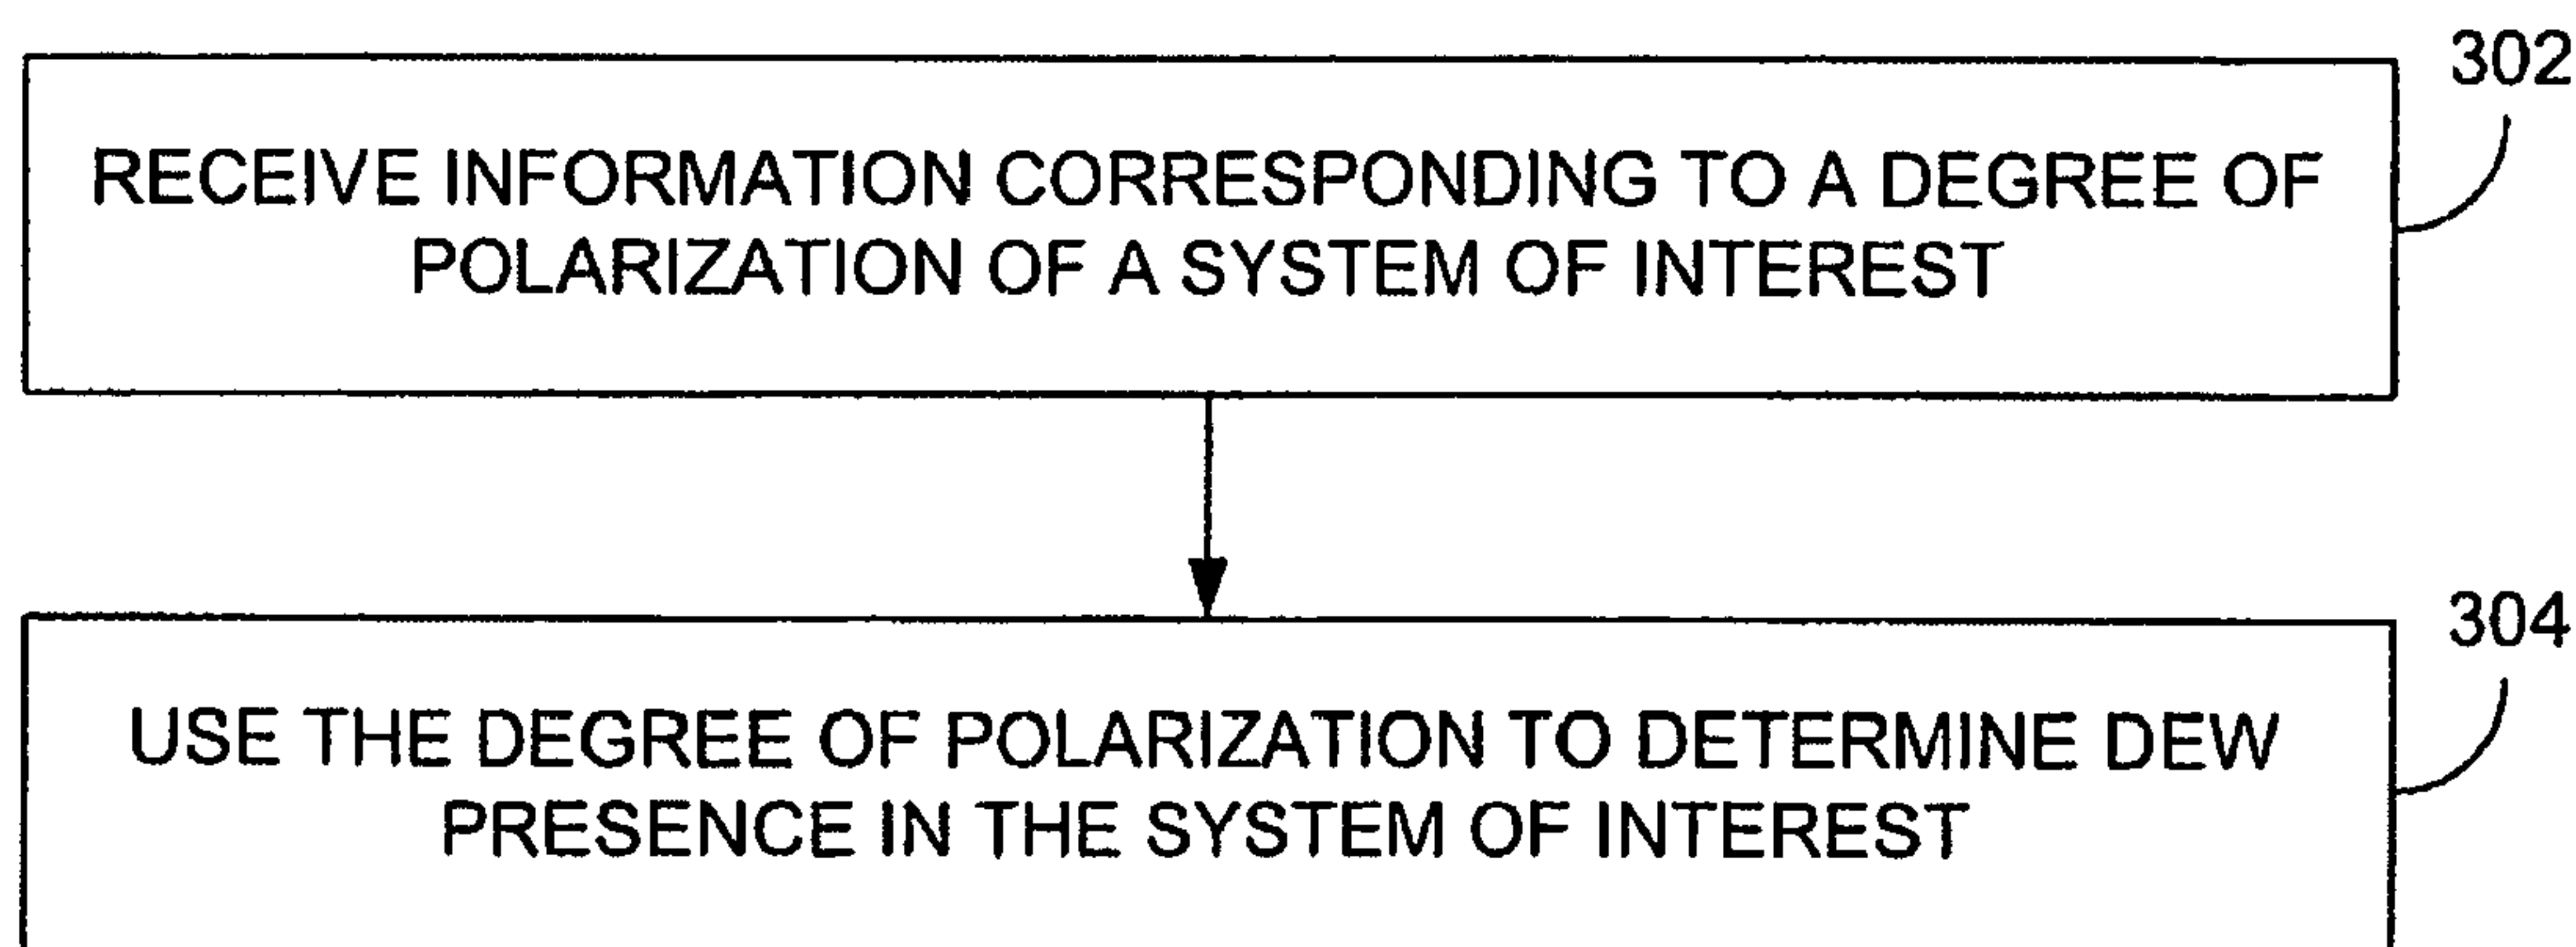 302
RECEIVE INFORMATION CORRESPONDING TO A DEGREE OF
POLARIZATION OF A SYSTEM OF INTEREST
304
USE THE DEGREE OF POLARIZATION TO DETERMINE DEW
PRESENCE IN THE SYSTEM OF INTEREST